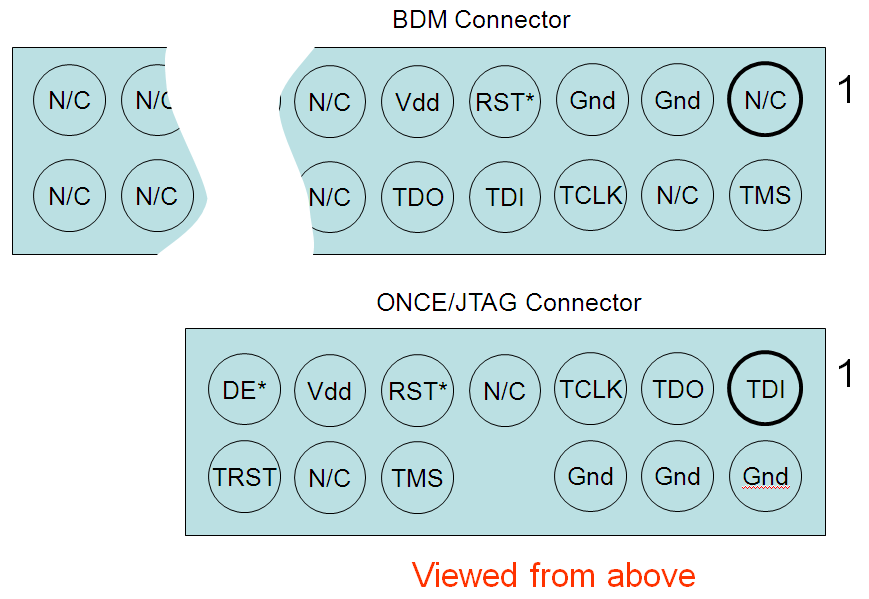 BDM Connector
N/C N/C N/C Vdd RST* Gnd Gnd N/C 1
N/C N/C N/C TDO TDI TCLK N/C TMS
ONCE/JTAG Connector
DE* Vdd RST* N/C TCLK TDO TDI 1
TRST N/C TMS Gnd Gnd Gnd
Viewed from above